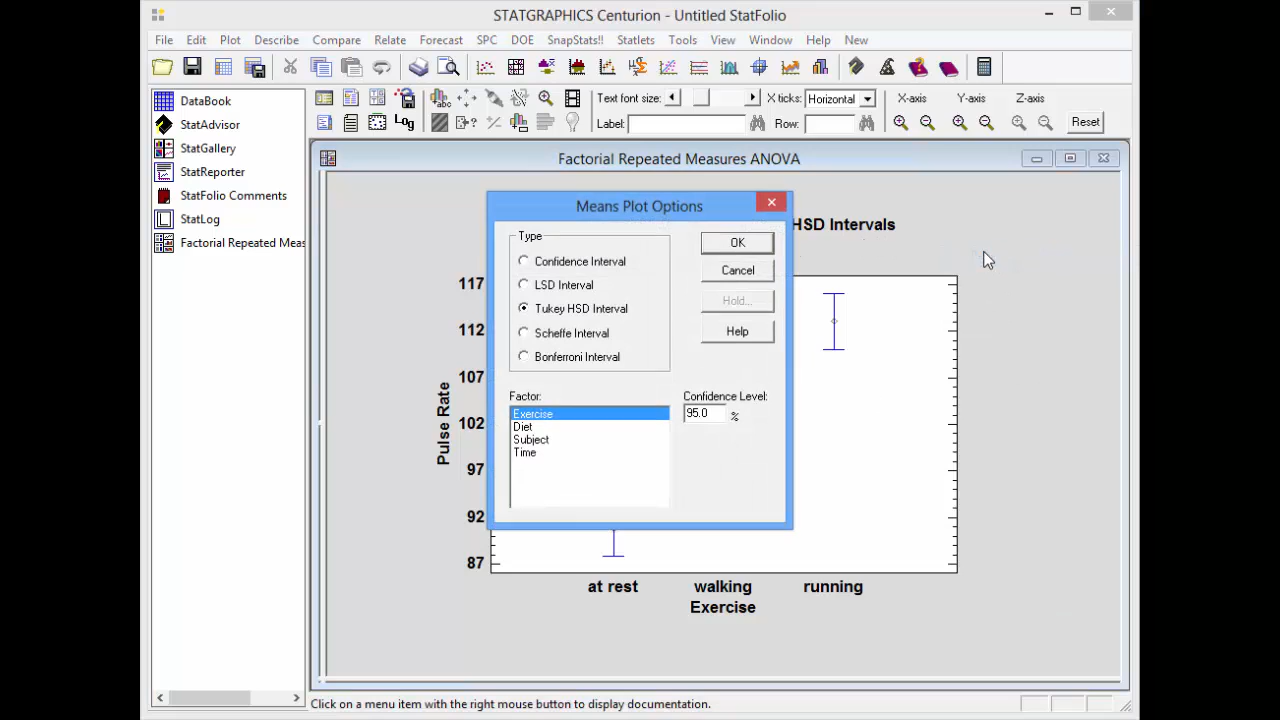 STATGRAPHICS Centurion - Untitled StatFolio
File Edit Plot Describe Compare Relate Forecast SPC DOE SnapStats!! Statlets Tools View Window Help New
DataBook
StatAdvisor
StatGallery
StatReporter
StatFolio Comments
StatLog
Factorial Repeated Meas
Text font size: X ticks: Horizontal X-axis Y-axis Z-axis
Log Label: Row: Reset
Factorial Repeated Measures ANOVA
HSD Intervals
Means Plot Options
Type
Confidence Interval
LSD Interval
Tukey HSD Interval
Scheffe Interval
Bonferroni Interval
OK
Cancel
Hold...
Help
Factor:
Exercise
Diet
Subject
Time
Confidence Level:
95.0 %
Pulse Rate
117
112
107
102
97
92
87
at rest walking running
Exercise
Click on a menu item with the right mouse button to display documentation.